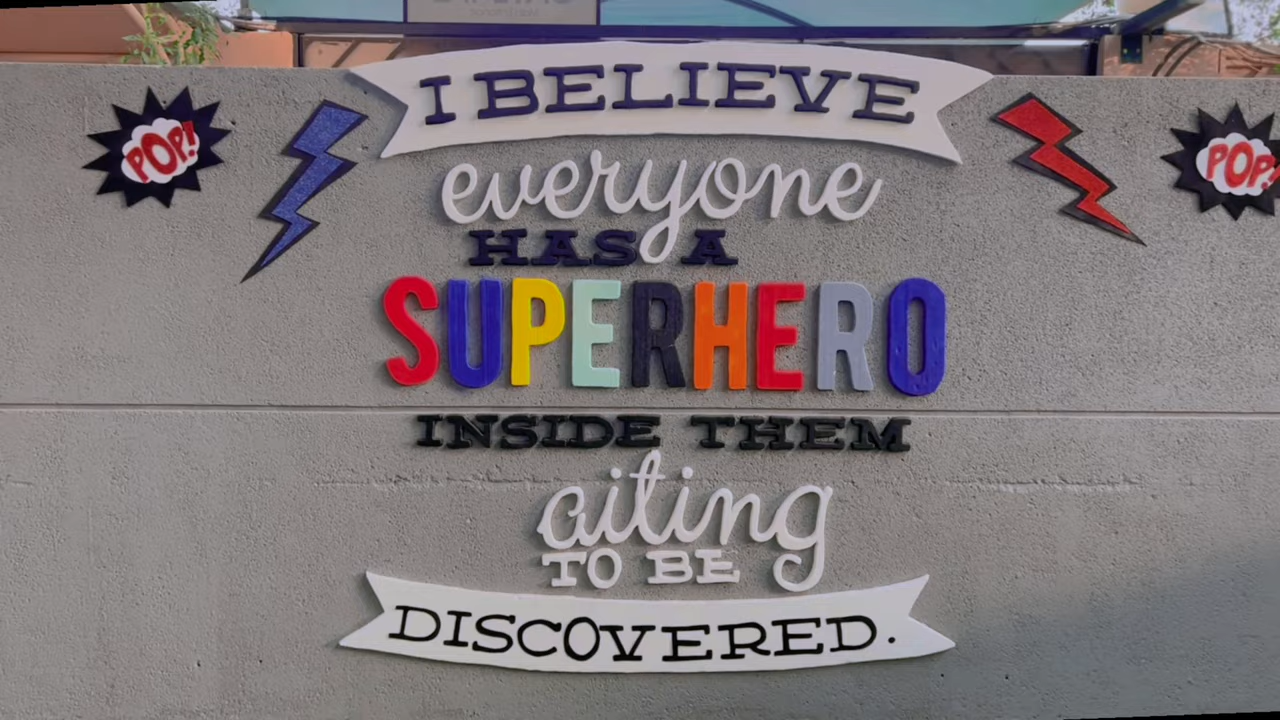 I BELIEVE
POP!
POP!
everyone
HAS A
SUPERHERO
INSIDE THEM
aiting
TO BE
DISCOVERED.